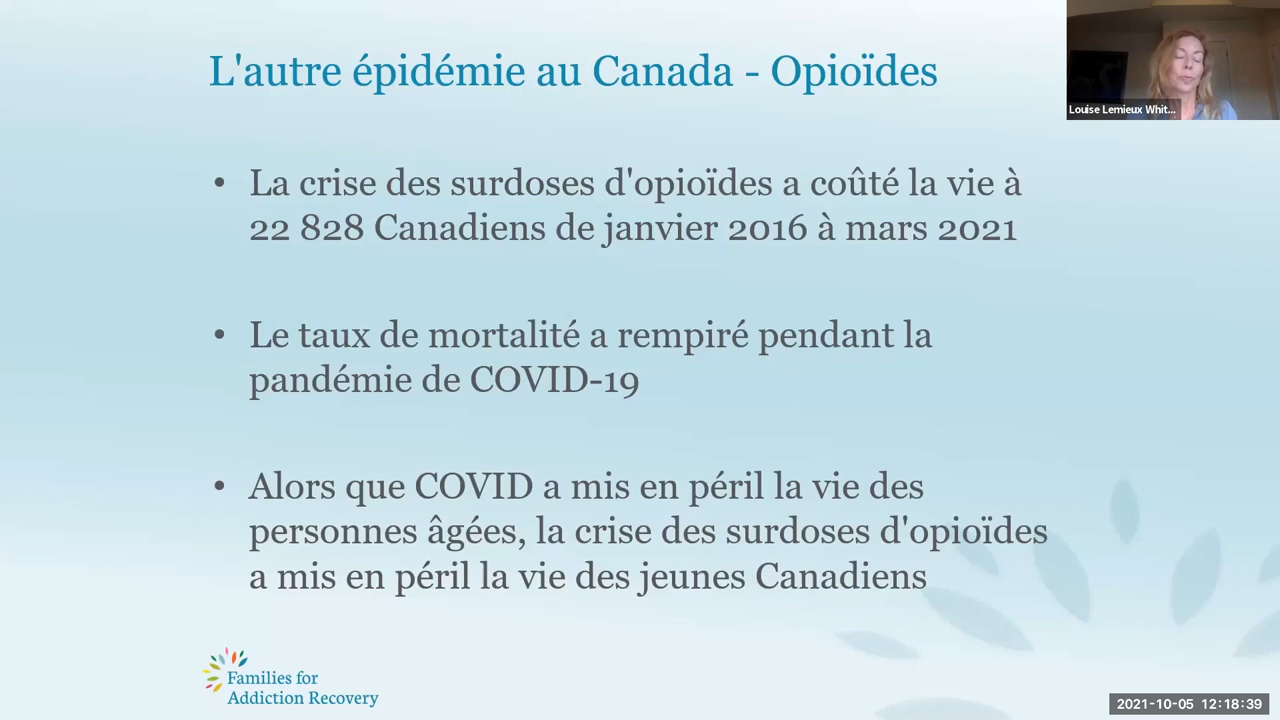 L'autre épidémie au Canada - Opioïdes
Louise Lemieux Whit...
• La crise des surdoses d'opioïdes a coûté la vie à
22 828 Canadiens de janvier 2016 à mars 2021
• Le taux de mortalité a rempiré pendant la
pandémie de COVID-19
• Alors que COVID a mis en péril la vie des
personnes âgées, la crise des surdoses d'opioïdes
a mis en péril la vie des jeunes Canadiens
Families for
Addiction Recovery
2021-10-05 12:18:39